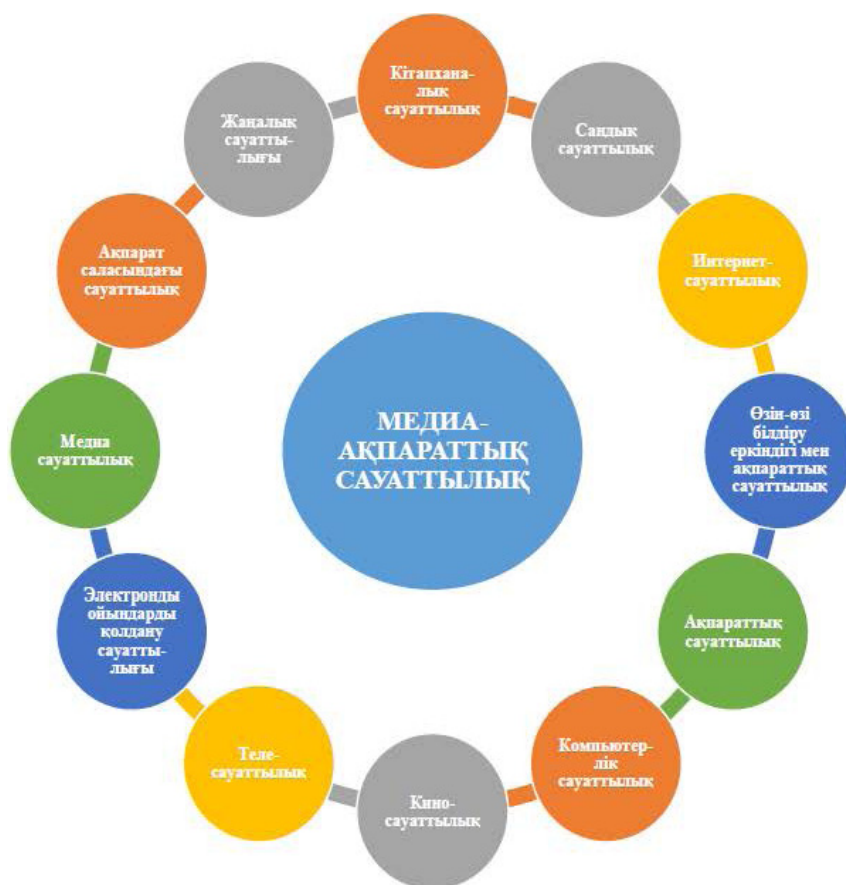 Кітапхана-
лық
сауаттылық
Сандық
сауаттылық
Интернет-
сауаттылық
Өзін-өзі
білдіру
еркіндігі мен
ақпараттық
сауаттылық
Ақпараттық
сауаттылық
Компьютер-
лік
сауаттылық
Кино-
сауаттылық
Теле-
сауаттылық
Электронды
ойындарды
қолдану
сауатты-
лығы
Медиа
сауаттылық
Ақпарат
саласындағы
сауаттылық
Жаңалық
сауатты-
лығы
МЕДИА-
АҚПАРАТТЫҚ
САУАТТЫЛЫҚ